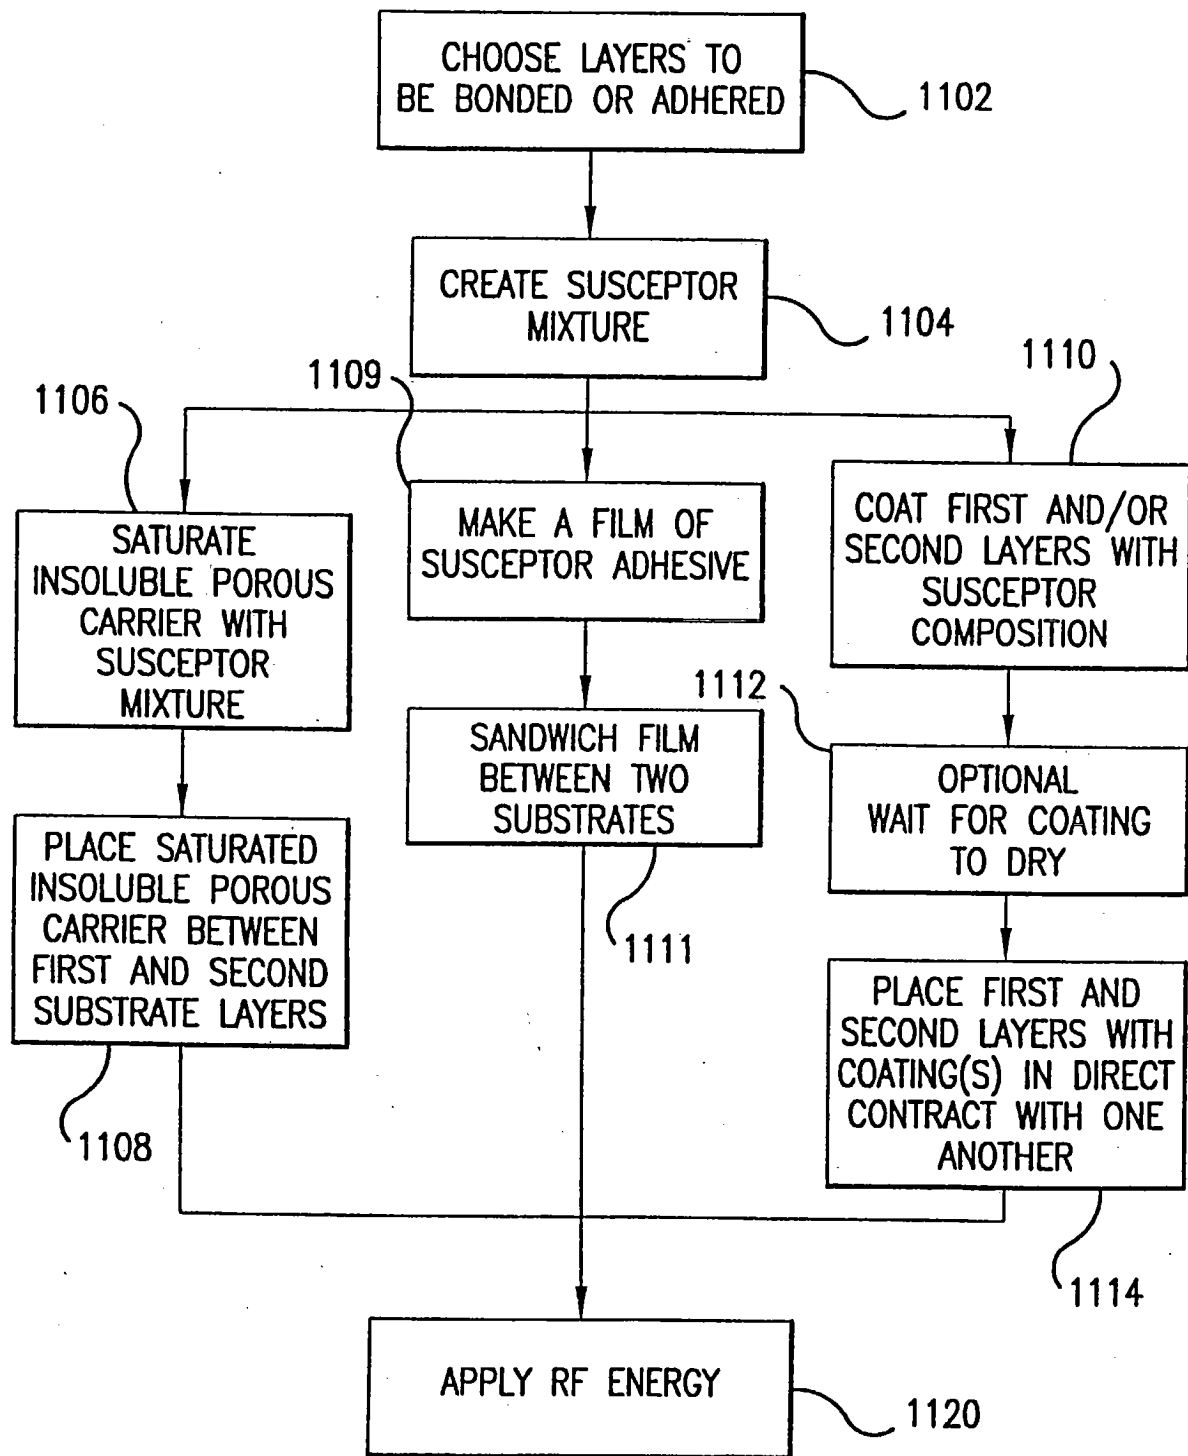 CHOOSE LAYERS TO
BE BONDED OR ADHERED
1102
CREATE SUSCEPTOR
MIXTURE
1104
1106
SATURATE
INSOLUBLE POROUS
CARRIER WITH
SUSCEPTOR
MIXTURE
PLACE SATURATED
INSOLUBLE POROUS
CARRIER BETWEEN
FIRST AND SECOND
SUBSTRATE LAYERS
1108
1109
MAKE A FILM OF
SUSCEPTOR ADHESIVE
SANDWICH FILM
BETWEEN TWO
SUBSTRATES
1111
1110
COAT FIRST AND/OR
SECOND LAYERS WITH
SUSCEPTOR
COMPOSITION
1112
OPTIONAL
WAIT FOR COATING
TO DRY
PLACE FIRST AND
SECOND LAYERS WITH
COATING(S) IN DIRECT
CONTRACT WITH ONE
ANOTHER
1114
APPLY RF ENERGY
1120